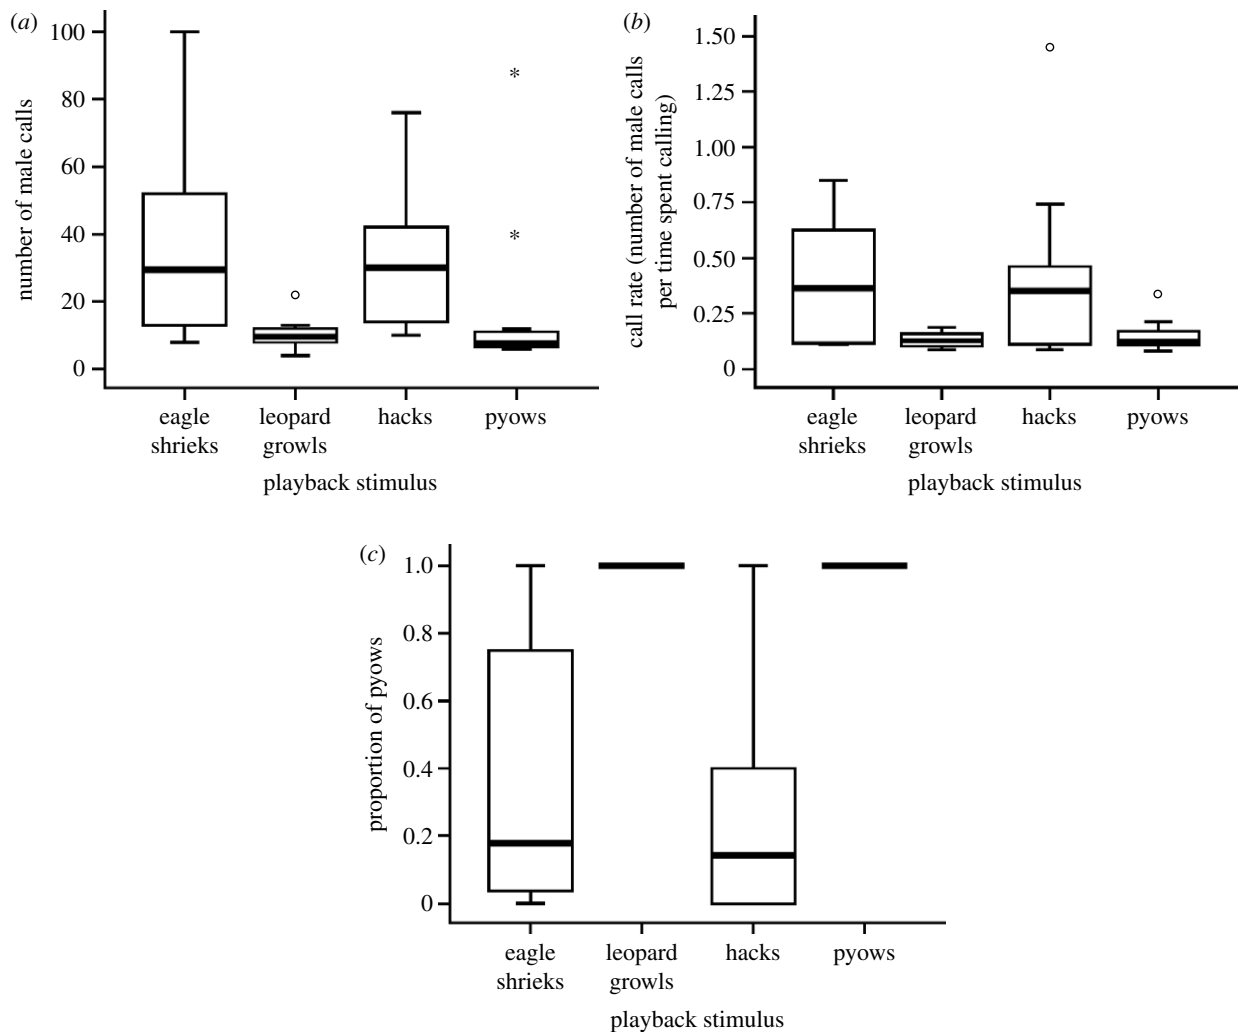 (a)
number of male calls
100
80
60
40
20
0
eagle
shrieks
leopard
growls
hacks
pyows
playback stimulus
(b)
call rate (number of male calls
per time spent calling)
1.50
1.25
1.00
0.75
0.50
0.25
0
eagle
shrieks
leopard
growls
hacks
pyows
playback stimulus
(c)
proportion of pyows
1.0
0.8
0.6
0.4
0.2
0
eagle
shrieks
leopard
growls
hacks
pyows
playback stimulus